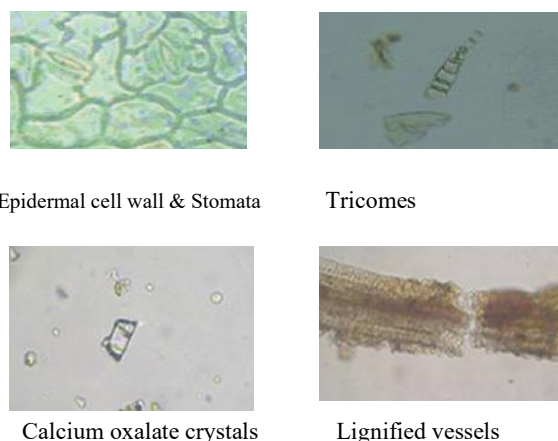 Epidermal cell wall & Stomata
Tricomes
Calcium oxalate crystals
Lignified vessels